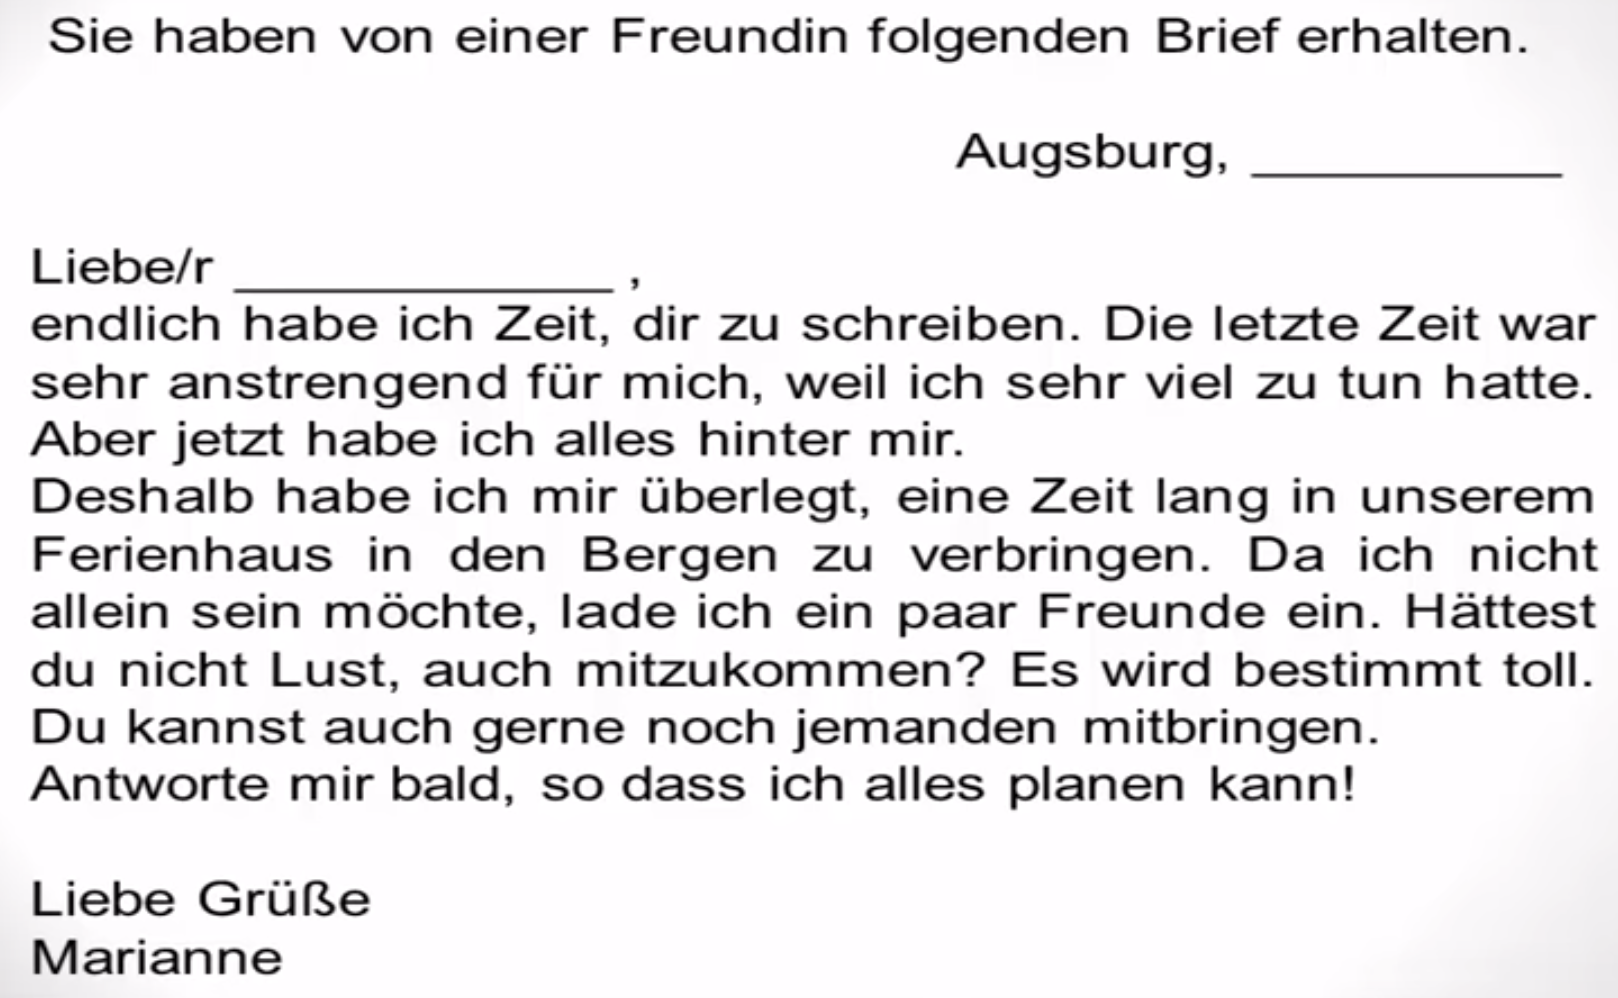 Sie haben von einer Freundin folgenden Brief erhalten.
Augsburg, ____________
Liebe/r _______________ ,
endlich habe ich Zeit, dir zu schreiben. Die letzte Zeit war
sehr anstrengend für mich, weil ich sehr viel zu tun hatte.
Aber jetzt habe ich alles hinter mir.
Deshalb habe ich mir überlegt, eine Zeit lang in unserem
Ferienhaus in den Bergen zu verbringen. Da ich nicht
allein sein möchte, lade ich ein paar Freunde ein. Hättest
du nicht Lust, auch mitzukommen? Es wird bestimmt toll.
Du kannst auch gerne noch jemanden mitbringen.
Antworte mir bald, so dass ich alles planen kann!
Liebe Grüße
Marianne